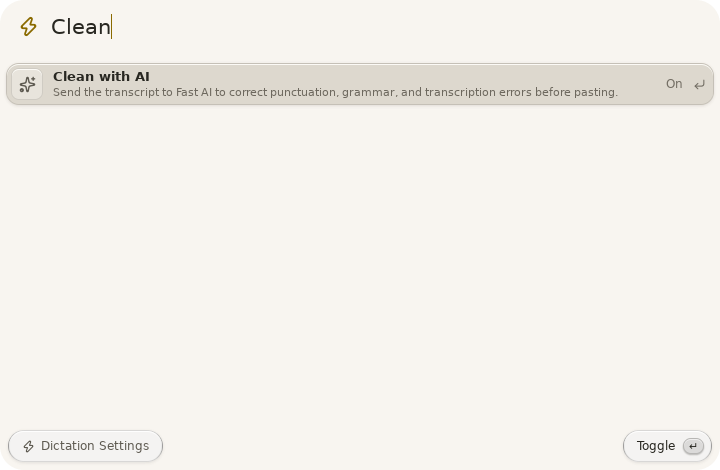 Clean
Clean with AI
Send the transcript to Fast AI to correct punctuation, grammar, and transcription errors before pasting.
On
Dictation Settings
Toggle